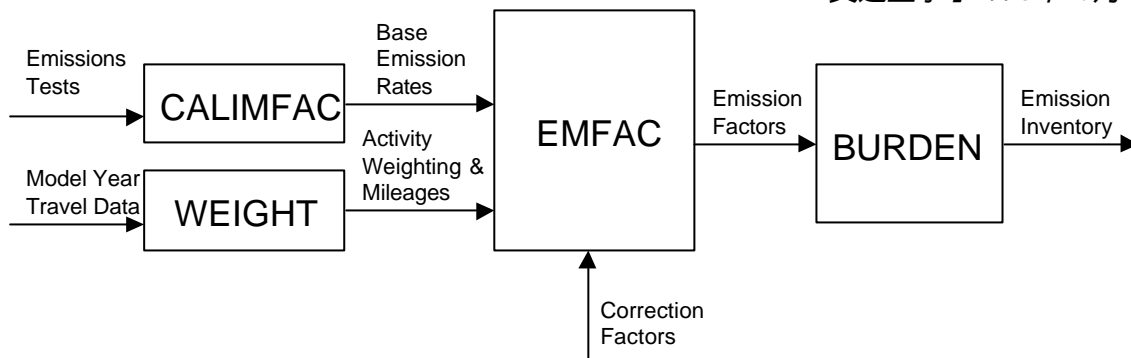 Emissions
Tests
CALIMFAC
Base
Emission
Rates
Model Year
Travel Data
WEIGHT
Activity
Weighting &
Mileages
EMFAC
Correction
Factors
Emission
Factors
BURDEN
Emission
Inventory